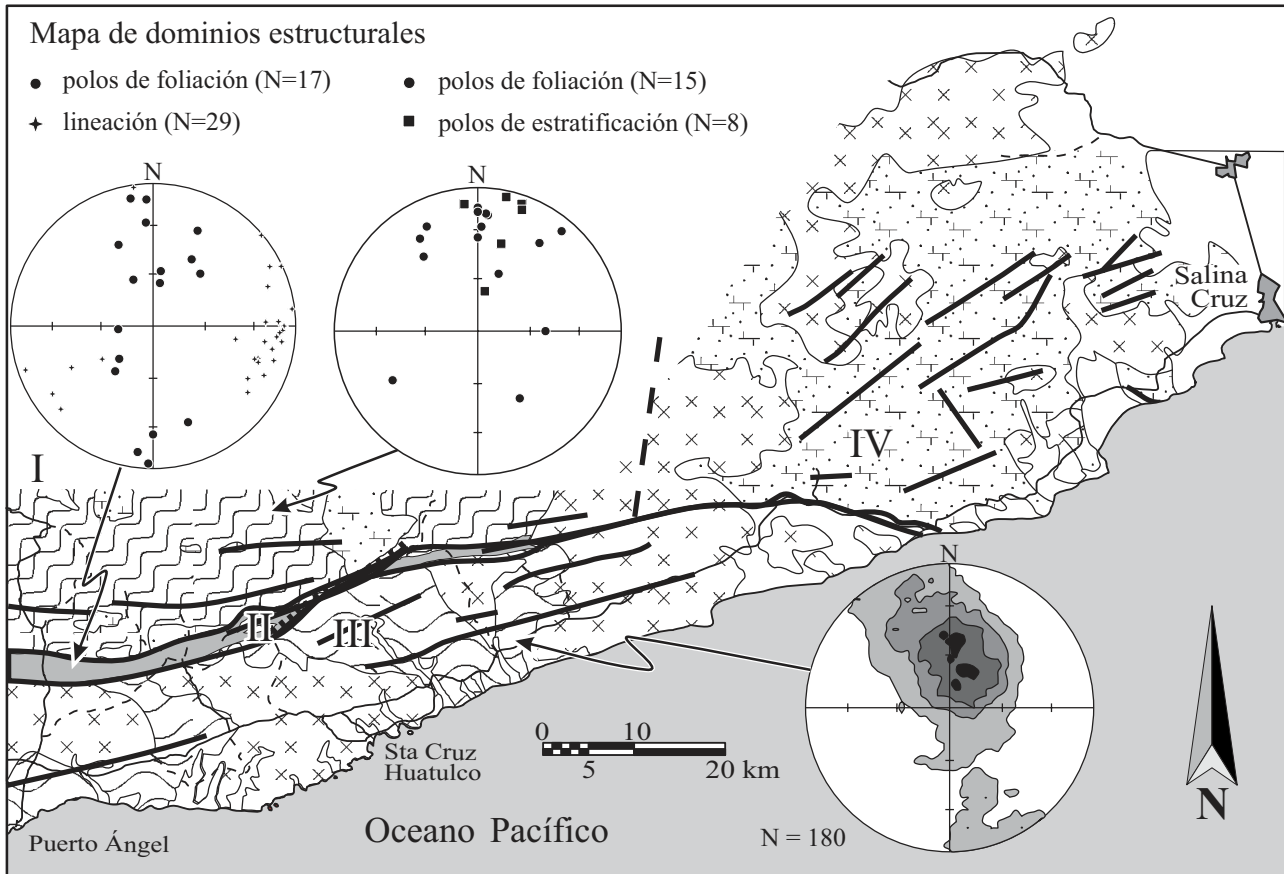 Mapa de dominios estructurales
polos de foliación (N=17)
lineación (N=29)
polos de foliación (N=15)
polos de estratificación (N=8)
N
N
Salina
Cruz
I
IV
II
III
N
0 10
5 20 km
Sta Cruz
Huatulco
Puerto Ángel
Oceano Pacífico
N = 180
N